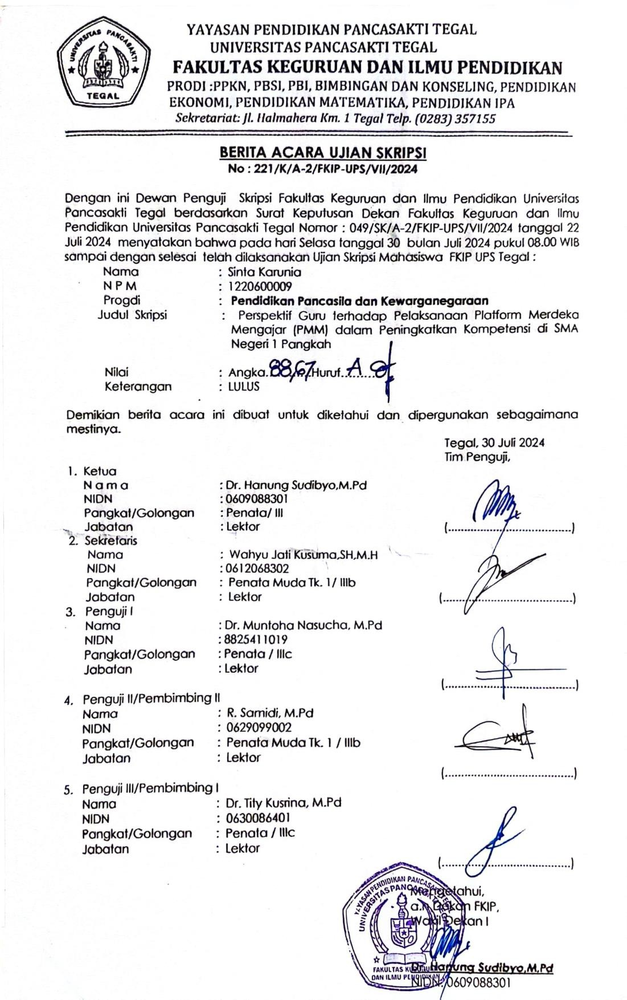 UNIVERSITAS PANCASAKTI
TEGAL
YAYASAN PENDIDIKAN PANCASAKTI TEGAL
UNIVERSITAS PANCASAKTI TEGAL
FAKULTAS KEGURUAN DAN ILMU PENDIDIKAN
PRODI :PPKN, PBSI, PBI, BIMBINGAN DAN KONSELING, PENDIDIKAN
EKONOMI, PENDIDIKAN MATEMATIKA, PENDIDIKAN IPA
Sekretariat: Jl. Halmahera Km. 1 Tegal Telp. (0283) 357155
BERITA ACARA UJIAN SKRIPSI
No : 221/K/A-2/FKIP-UPS/VII/2024
Dengan ini Dewan Penguji Skripsi Fakultas Keguruan dan Ilmu Pendidikan Universitas
Pancasakti Tegal berdasarkan Surat Keputusan Dekan Fakultas Keguruan dan Ilmu
Pendidikan Universitas Pancasakti Tegal Nomor : 049/SK/A-2/FKIP-UPS/VII/2024 tanggal 22
Juli 2024 menyatakan bahwa pada hari Selasa tanggal 30 bulan Juli 2024 pukul 08.00 WIB
sampai dengan selesai telah dilaksanakan Ujian Skripsi Mahasiswa FKIP UPS Tegal :
Nama : Sinta Karunia
N P M : 1220600009
Progdi : Pendidikan Pancasila dan Kewarganegaraan
Judul Skripsi : Perspektif Guru terhadap Pelaksanaan Platform Merdeka
Mengajar (PMM) dalam Peningkatkan Kompetensi di SMA
Negeri 1 Pangkah
Nilai : Angka. 88,67 Huruf. A
Keterangan : LULUS
Demikian berita acara ini dibuat untuk diketahui dan dipergunakan sebagaimana
mestinya.
Tegal, 30 Juli 2024
Tim Penguji,
1. Ketua
N a m a : Dr. Hanung Sudibyo,M.Pd
NIDN : 0609088301
Pangkat/Golongan : Penata/ III
Jabatan : Lektor (......................................)
2. Sekretaris
Nama : Wahyu Jati Kusuma,SH,M.H
NIDN : 0612068302
Pangkat/Golongan : Penata Muda Tk. 1/ IIIb
Jabatan : Lektor (......................................)
3. Penguji I
Nama : Dr. Muntoha Nasucha, M.Pd
NIDN : 8825411019
Pangkat/Golongan : Penata / IIIc
Jabatan : Lektor
(......................................)
4. Penguji II/Pembimbing II
Nama : R. Samidi, M.Pd
NIDN : 0629099002
Pangkat/Golongan : Penata Muda Tk. 1 / IIIb
Jabatan : Lektor
(......................................)
5. Penguji III/Pembimbing I
Nama : Dr. Tity Kusrina, M.Pd
NIDN : 0630086401
Pangkat/Golongan : Penata / IIIc
Jabatan : Lektor
(......................................)
YAYASAN PENDIDIKAN PANCASAKTI TEGAL
UNIVERSITAS PANCASAKTI TEGAL
FAKULTAS KEGURUAN
DAN ILMU PENDIDIKAN
Mengetahui,
a.n Dekan FKIP,
Wakil Dekan I
Dr. Hanung Sudibyo,M,Pd
NIDN. 0609088301